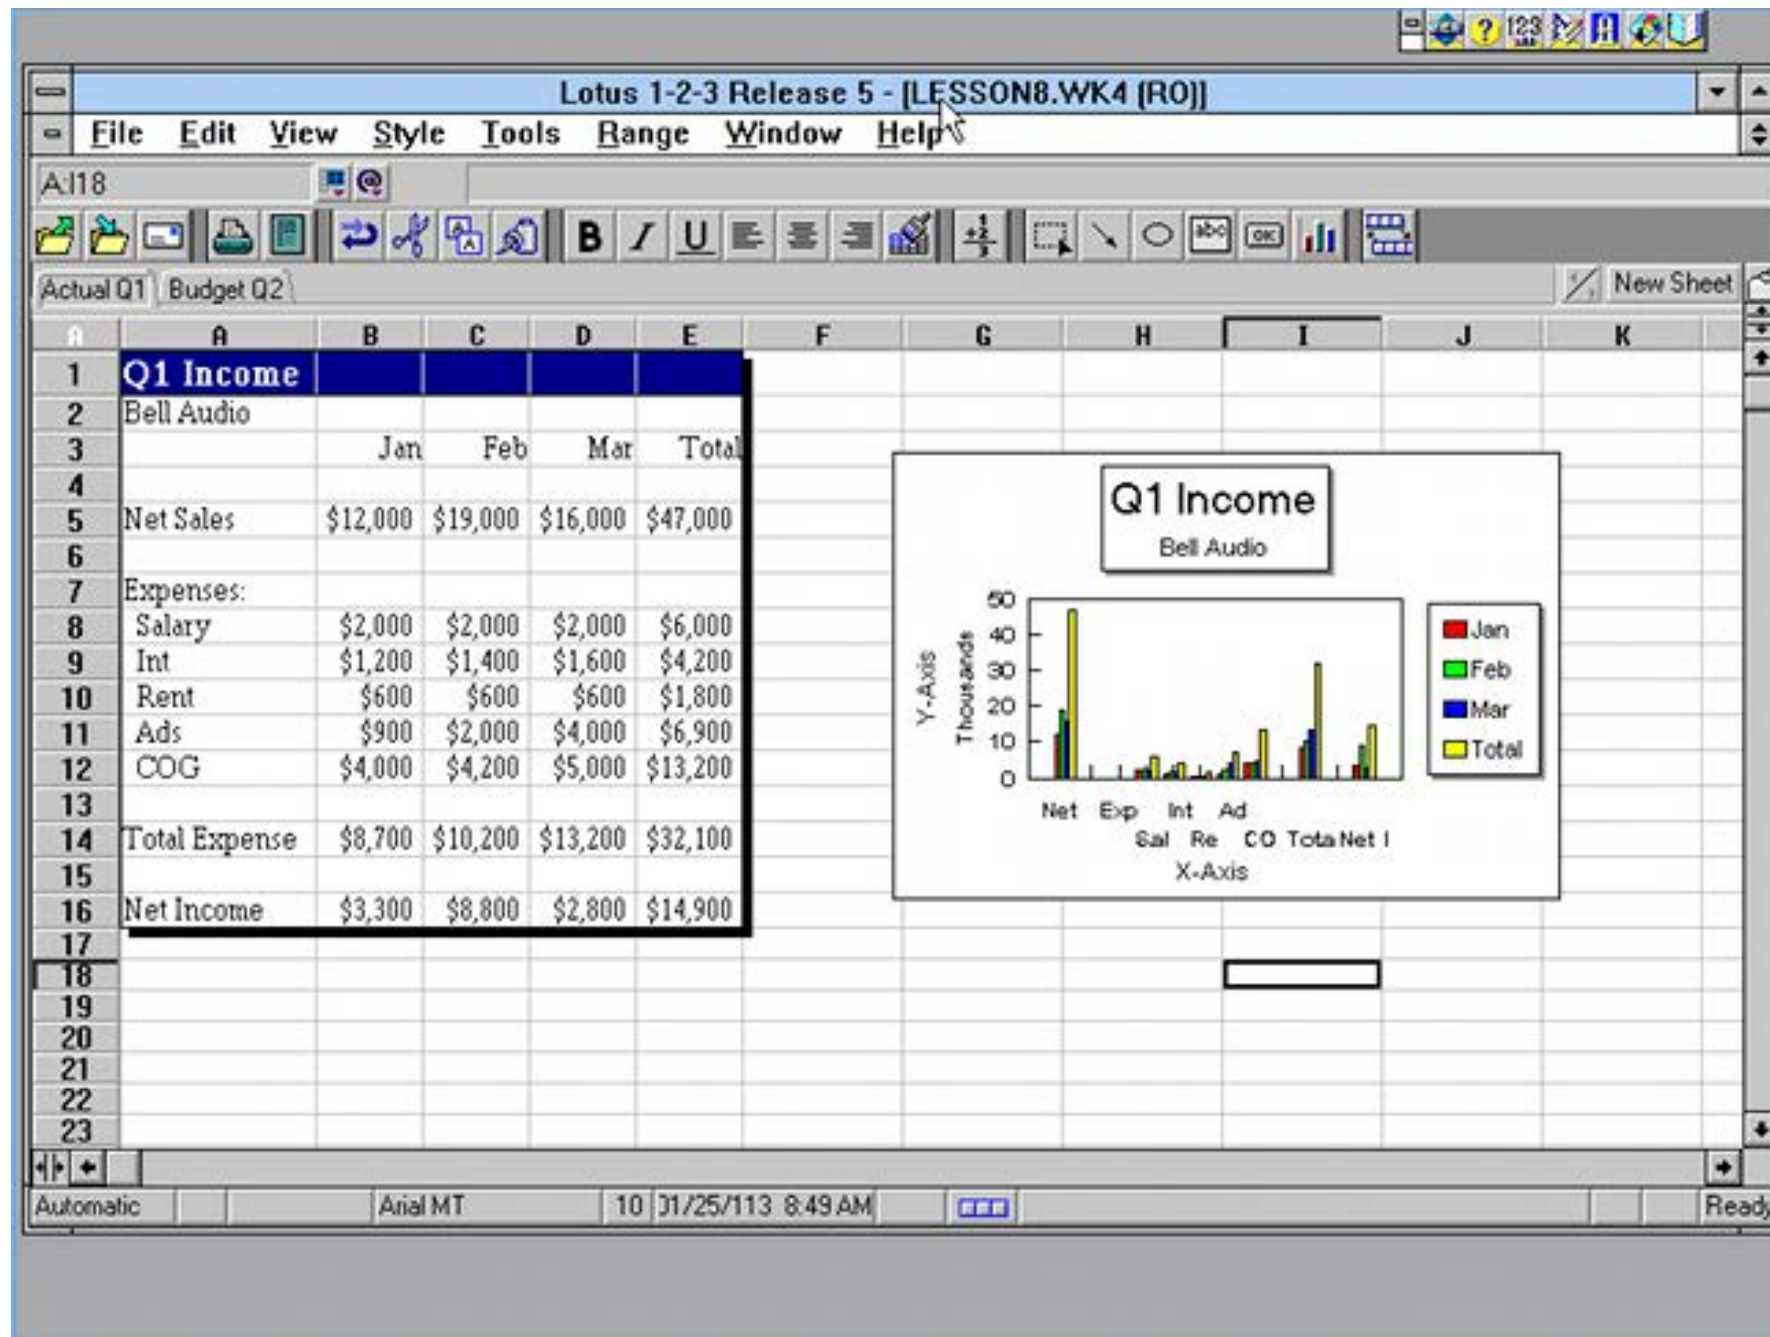 123
Lotus 1-2-3 Release 5 - [LESSON8.WK4 (RO)]
File Edit View Style Tools Range Window Help
A:I18
B I U abc OK
Actual Q1 Budget Q2 New Sheet
A A B C D E F G H I J K
1 Q1 Income
2 Bell Audio
3 Jan Feb Mar Total
4
5 Net Sales $12,000 $19,000 $16,000 $47,000
6
7 Expenses:
8 Salary $2,000 $2,000 $2,000 $6,000
9 Int $1,200 $1,400 $1,600 $4,200
10 Rent $600 $600 $600 $1,800
11 Ads $900 $2,000 $4,000 $6,900
12 COG $4,000 $4,200 $5,000 $13,200
13
14 Total Expense $8,700 $10,200 $13,200 $32,100
15
16 Net Income $3,300 $8,800 $2,800 $14,900
17
18
19
20
21
22
23
Q1 Income
Bell Audio
Y-Axis
Thousands
50
40
30
20
10
0
Net Exp Int Ad
Sal Re CO Tota Net I
X-Axis
Jan
Feb
Mar
Total
Automatic Arial MT 10 01/25/113 8:49 AM Ready